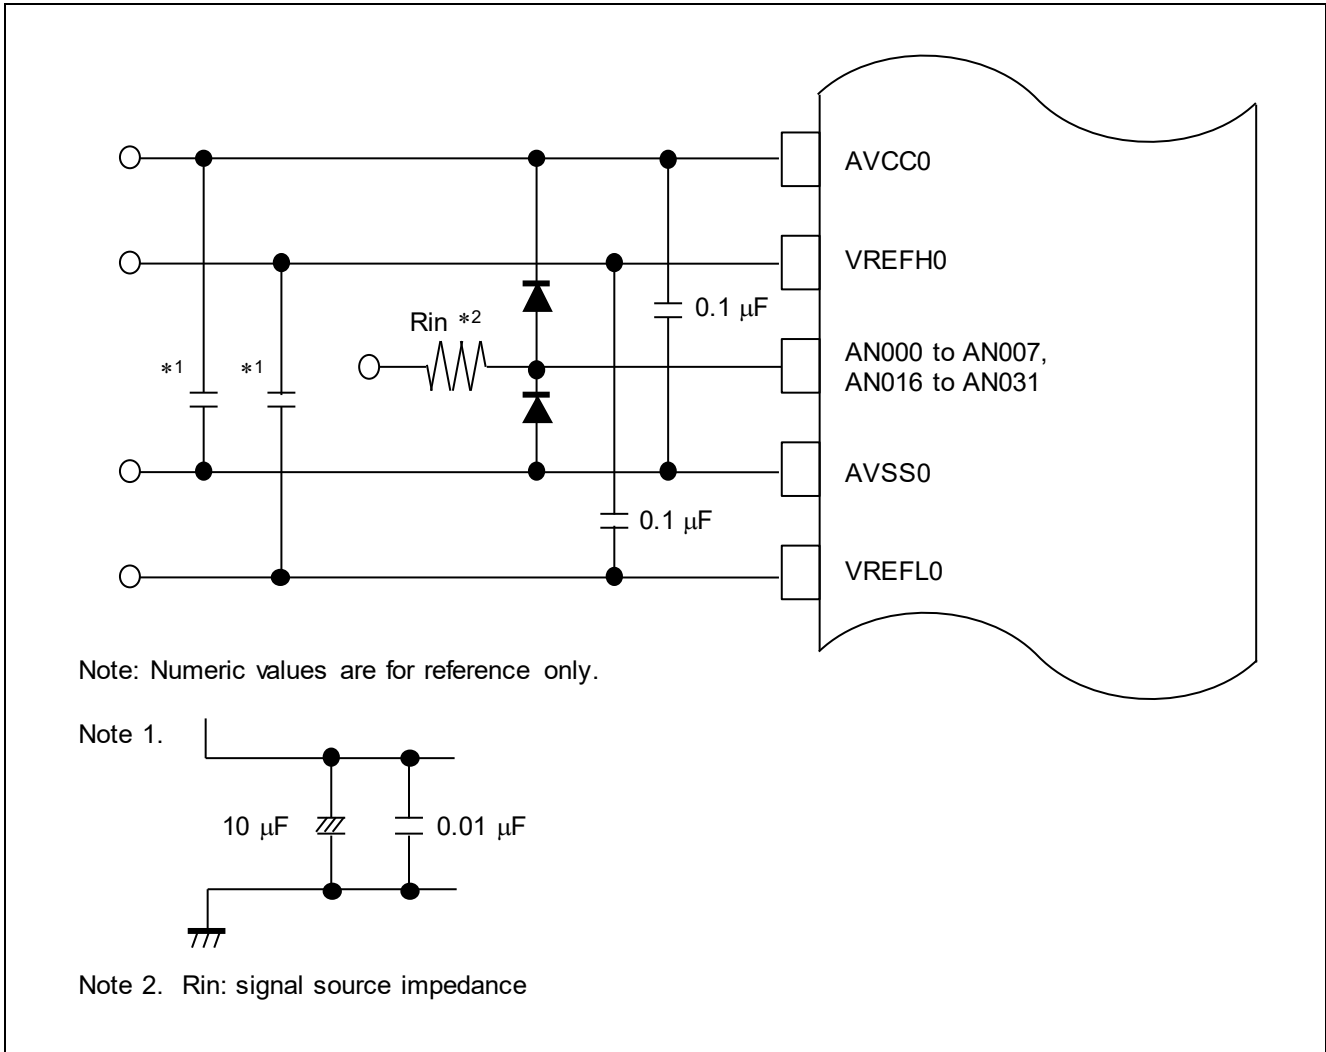 AVCC0
VREFH0
0.1 μF
Rin *2
AN000 to AN007,
AN016 to AN031
*1
*1
AVSS0
0.1 μF
VREFL0
Note: Numeric values are for reference only.
Note 1.
10 μF
0.01 μF
Note 2. Rin: signal source impedance